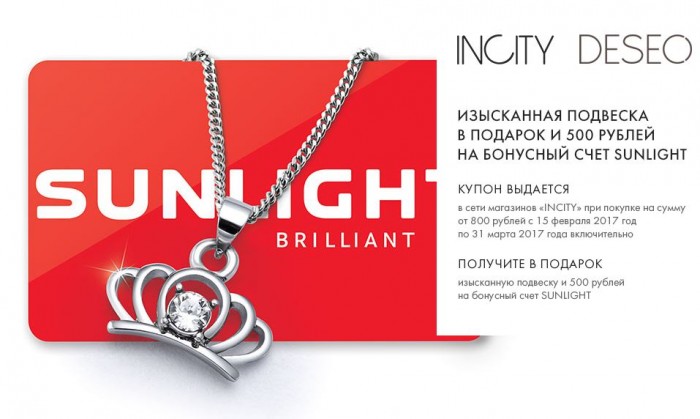 INCITY DESEO
SUNLIGHT
BRILLIANT
ИЗЫСКАННАЯ ПОДВЕСКА
В ПОДАРОК И 500 РУБЛЕЙ
НА БОНУСНЫЙ СЧЕТ SUNLIGHT
КУПОН ВЫДАЕТСЯ
в сети магазинов «INCITY» при покупке на сумму
от 800 рублей с 15 февраля 2017 год
по 31 марта 2017 года включительно
ПОЛУЧИТЕ В ПОДАРОК
изысканную подвеску и 500 рублей
на бонусный счет SUNLIGHT